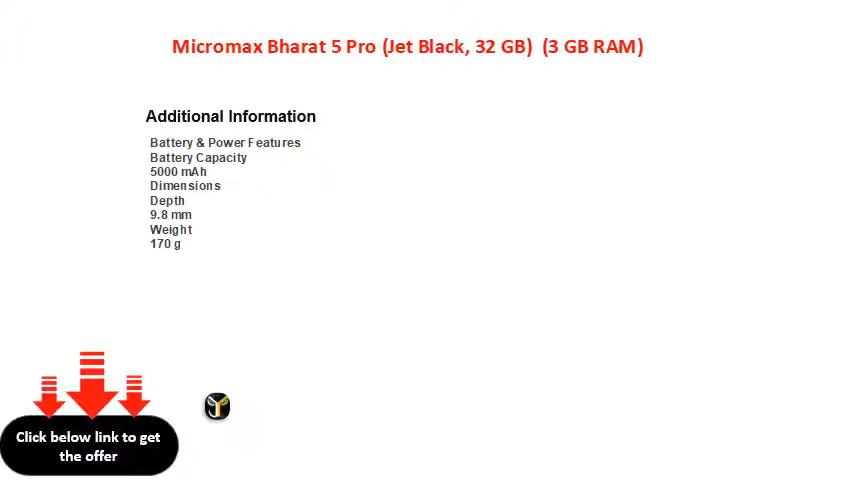 Micromax Bharat 5 Pro (Jet Black, 32 GB)  (3 GB RAM)
Additional Information
Battery & Power Features
Battery Capacity
5000 mAh
Dimensions
Depth
9.8 mm
Weight
170 g
Click below link to get
the offer